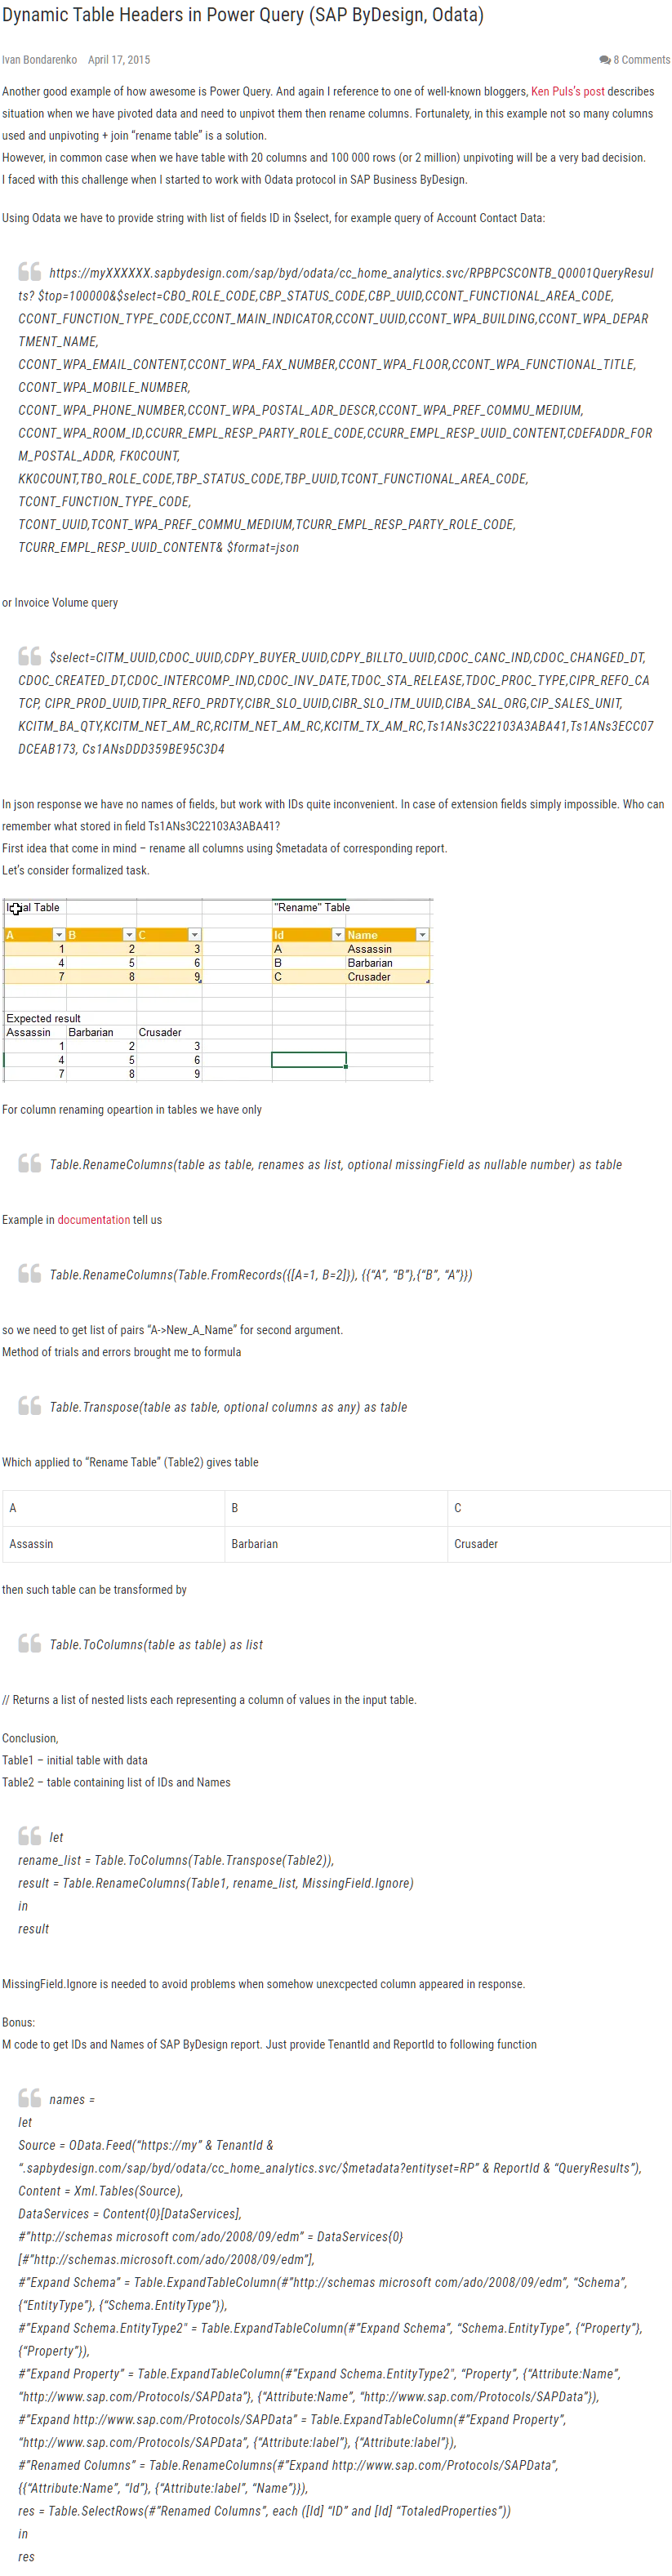 Dynamic Table Headers in Power Query (SAP ByDesign, Odata)
Ivan Bondarenko April 17, 2015 8 Comments
Another good example of how awesome is Power Query. And again I reference to one of well-known bloggers, Ken Puls's post describes
situation when we have pivoted data and need to unpivot them then rename columns. Fortunalety, in this example not so many columns
used and unpivoting + join “rename table” is a solution.
However, in common case when we have table with 20 columns and 100 000 rows (or 2 million) unpivoting will be a very bad decision.
I faced with this challenge when I started to work with Odata protocol in SAP Business ByDesign.
Using Odata we have to provide string with list of fields ID in $select, for example query of Account Contact Data:
https://myXXXXXX.sapbydesign.com/sap/byd/odata/cc_home_analytics.svc/RPBPCSCONTB_Q0001QueryResul
ts? $top=100000&$select=CBO_ROLE_CODE,CBP_STATUS_CODE,CBP_UUID,CCONT_FUNCTIONAL_AREA_CODE,
CCONT_FUNCTION_TYPE_CODE,CCONT_MAIN_INDICATOR,CCONT_UUID,CCONT_WPA_BUILDING,CCONT_WPA_DEPAR
TMENT_NAME,
CCONT_WPA_EMAIL_CONTENT,CCONT_WPA_FAX_NUMBER,CCONT_WPA_FLOOR,CCONT_WPA_FUNCTIONAL_TITLE,
CCONT_WPA_MOBILE_NUMBER,
CCONT_WPA_PHONE_NUMBER,CCONT_WPA_POSTAL_ADR_DESCR,CCONT_WPA_PREF_COMMU_MEDIUM,
CCONT_WPA_ROOM_ID,CCURR_EMPL_RESP_PARTY_ROLE_CODE,CCURR_EMPL_RESP_UUID_CONTENT,CDEFADDR_FOR
M_POSTAL_ADDR, FK0COUNT,
KK0COUNT,TBO_ROLE_CODE,TBP_STATUS_CODE,TBP_UUID,TCONT_FUNCTIONAL_AREA_CODE,
TCONT_FUNCTION_TYPE_CODE,
TCONT_UUID,TCONT_WPA_PREF_COMMU_MEDIUM,TCURR_EMPL_RESP_PARTY_ROLE_CODE,
TCURR_EMPL_RESP_UUID_CONTENT& $format=json
or Invoice Volume query
$select=CITM_UUID,CDOC_UUID,CDPY_BUYER_UUID,CDPY_BILLTO_UUID,CDOC_CANC_IND,CDOC_CHANGED_DT,
CDOC_CREATED_DT,CDOC_INTERCOMP_IND,CDOC_INV_DATE,TDOC_STA_RELEASE,TDOC_PROC_TYPE,CIPR_REFO_CA
TCP, CIPR_PROD_UUID,TIPR_REFO_PRDTY,CIBR_SLO_UUID,CIBR_SLO_ITM_UUID,CIBA_SAL_ORG,CIP_SALES_UNIT,
KCITM_BA_QTY,KCITM_NET_AM_RC,RCITM_NET_AM_RC,KCITM_TX_AM_RC,Ts1ANs3C22103A3ABA41,Ts1ANs3ECC07
DCEAB173, Cs1ANsDDD359BE95C3D4
In json response we have no names of fields, but work with IDs quite inconvenient. In case of extension fields simply impossible. Who can
remember what stored in field Ts1ANs3C22103A3ABA41?
First idea that come in mind – rename all columns using $metadata of corresponding report.
Let's consider formalized task.
Initial Table "Rename" Table
A B C Id Name
1 2 3 A Assassin
4 5 6 B Barbarian
7 8 9 C Crusader
Expected result
Assassin Barbarian Crusader
1 2 3
4 5 6
7 8 9
For column renaming opeartion in tables we have only
Table.RenameColumns(table as table, renames as list, optional missingField as nullable number) as table
Example in documentation tell us
Table.RenameColumns(Table.FromRecords({[A=1, B=2]}), {{“A”, “B”},{“B”, “A”}})
so we need to get list of pairs “A->New_A_Name” for second argument.
Method of trials and errors brought me to formula
Table.Transpose(table as table, optional columns as any) as table
Which applied to “Rename Table” (Table2) gives table
A B C
Assassin Barbarian Crusader
then such table can be transformed by
Table.ToColumns(table as table) as list
// Returns a list of nested lists each representing a column of values in the input table.
Conclusion,
Table1 – initial table with data
Table2 – table containing list of IDs and Names
let
rename_list = Table.ToColumns(Table.Transpose(Table2)),
result = Table.RenameColumns(Table1, rename_list, MissingField.Ignore)
in
result
MissingField.Ignore is needed to avoid problems when somehow unexcpected column appeared in response.
Bonus:
M code to get IDs and Names of SAP ByDesign report. Just provide TenantId and ReportId to following function
names =
let
Source = OData.Feed(“https://my” & TenantId &
“.sapbydesign.com/sap/byd/odata/cc_home_analytics.svc/$metadata?entityset=RP” & ReportId & “QueryResults”),
Content = Xml.Tables(Source),
DataServices = Content{0}[DataServices],
#”http://schemas microsoft com/ado/2008/09/edm” = DataServices{0}
[#”http://schemas.microsoft.com/ado/2008/09/edm”],
#”Expand Schema” = Table.ExpandTableColumn(#”http://schemas microsoft com/ado/2008/09/edm”, “Schema”,
{“EntityType”}, {“Schema.EntityType”}),
#”Expand Schema.EntityType2″ = Table.ExpandTableColumn(#”Expand Schema”, “Schema.EntityType”, {“Property”},
{“Property”}),
#”Expand Property” = Table.ExpandTableColumn(#”Expand Schema.EntityType2″, “Property”, {“Attribute:Name”,
“http://www.sap.com/Protocols/SAPData”}, {“Attribute:Name”, “http://www.sap.com/Protocols/SAPData”}),
#”Expand http://www.sap.com/Protocols/SAPData” = Table.ExpandTableColumn(#”Expand Property”,
“http://www.sap.com/Protocols/SAPData”, {“Attribute:label”}, {“Attribute:label”}),
#”Renamed Columns” = Table.RenameColumns(#”Expand http://www.sap.com/Protocols/SAPData”,
{{“Attribute:Name”, “Id”}, {“Attribute:label”, “Name”}}),
res = Table.SelectRows(#”Renamed Columns”, each ([Id] “ID” and [Id] “TotaledProperties”))
in
res